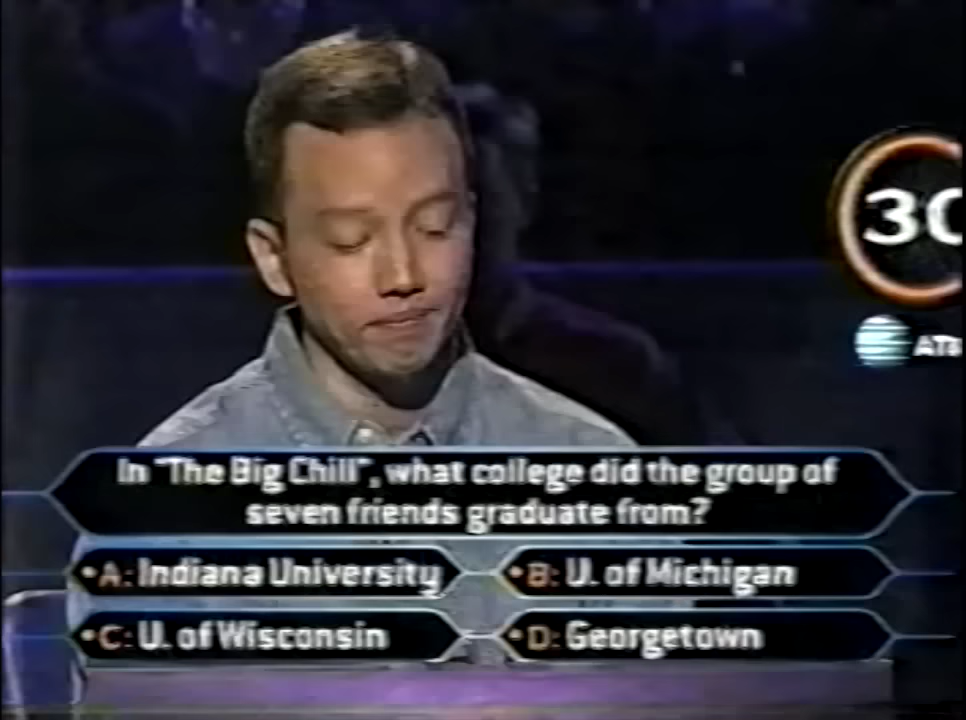 30
AT&
In "The Big Chill", what college did the group of
seven friends graduate from?
•A: Indiana University
•B: U. of Michigan
•C: U. of Wisconsin
•D: Georgetown